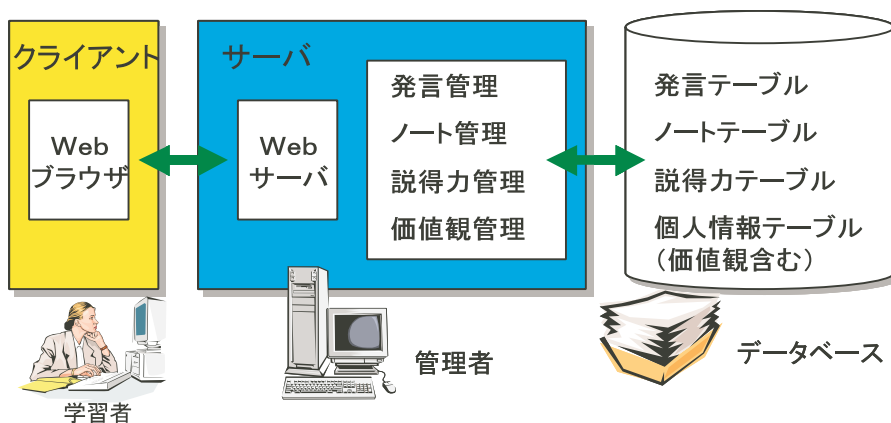 クライアント
Web
ブラウザ
学習者
サーバ
Web
サーバ
発言管理
ノート管理
説得力管理
価値観管理
管理者
発言テーブル
ノートテーブル
説得力テーブル
個人情報テーブル
（価値観含む）
データベース